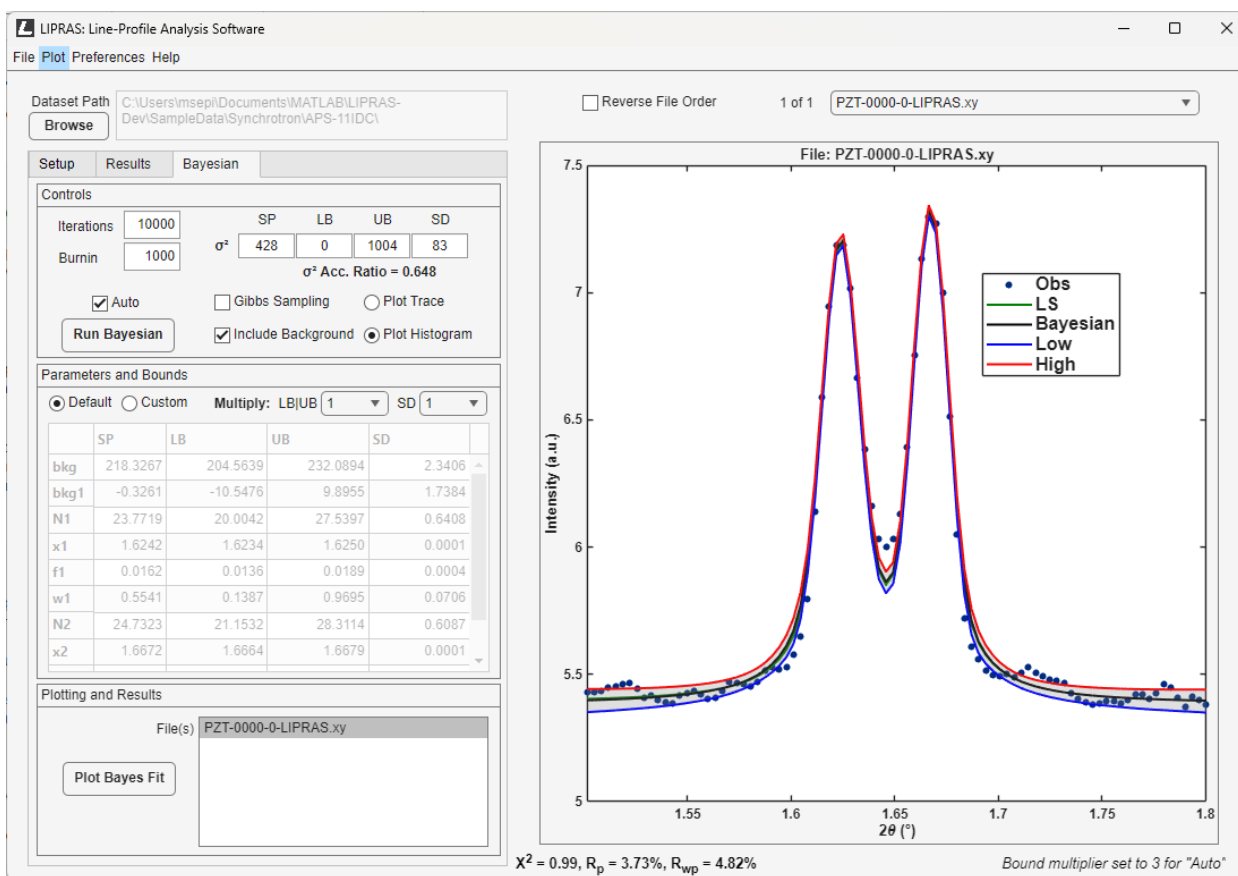 LIPRAS: Line-Profile Analysis Software
File Plot Preferences Help
Dataset Path C:\Users\msepi\Documents\MATLAB\LIPRAS-
Dev\SampleData\Synchrotron\APS-11IDC\
Browse
Reverse File Order 1 of 1 PZT-0000-0-LIPRAS.xy
Setup Results Bayesian
Controls
SP LB UB SD
Iterations 10000
σ² 428 0 1004 83
Burnin 1000
σ² Acc. Ratio = 0.648
Auto Gibbs Sampling Plot Trace
Run Bayesian Include Background Plot Histogram
Parameters and Bounds
Default Custom Multiply: LB|UB 1 SD 1
SP LB UB SD
bkg 218.3267 204.5639 232.0894 2.3406
bkg1 -0.3261 -10.5476 9.8955 1.7384
N1 23.7719 20.0042 27.5397 0.6408
x1 1.6242 1.6234 1.6250 0.0001
f1 0.0162 0.0136 0.0189 0.0004
w1 0.5541 0.1387 0.9695 0.0706
N2 24.7323 21.1532 28.3114 0.6087
x2 1.6672 1.6664 1.6679 0.0001
Plotting and Results
File(s) PZT-0000-0-LIPRAS.xy
Plot Bayes Fit
File: PZT-0000-0-LIPRAS.xy
7.5
7
6.5
6
5.5
5
Intensity (a.u.)
Obs
LS
Bayesian
Low
High
1.55 1.6 1.65 1.7 1.75 1.8
2θ (°)
X² = 0.99, Rp = 3.73%, Rwp = 4.82%
Bound multiplier set to 3 for "Auto"